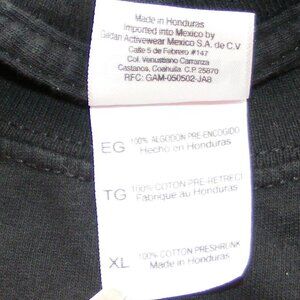 Made in Honduras
Imported into Mexico by
Gildan Activewear Mexico S.A. de C.V
Calle 5 de Febrero #147
Col. Venustiano Carranza
Castanos, Coahuila, C.P. 25870
RFC: GAM-050502-JA8
EG 100% ALGODON PRE-ENCOGIDO
Hecho en Honduras
TG 100% COTON PRE-RETRECI
Fabrique au Honduras
XL 100% COTTON PRESHRUNK
Made in Honduras